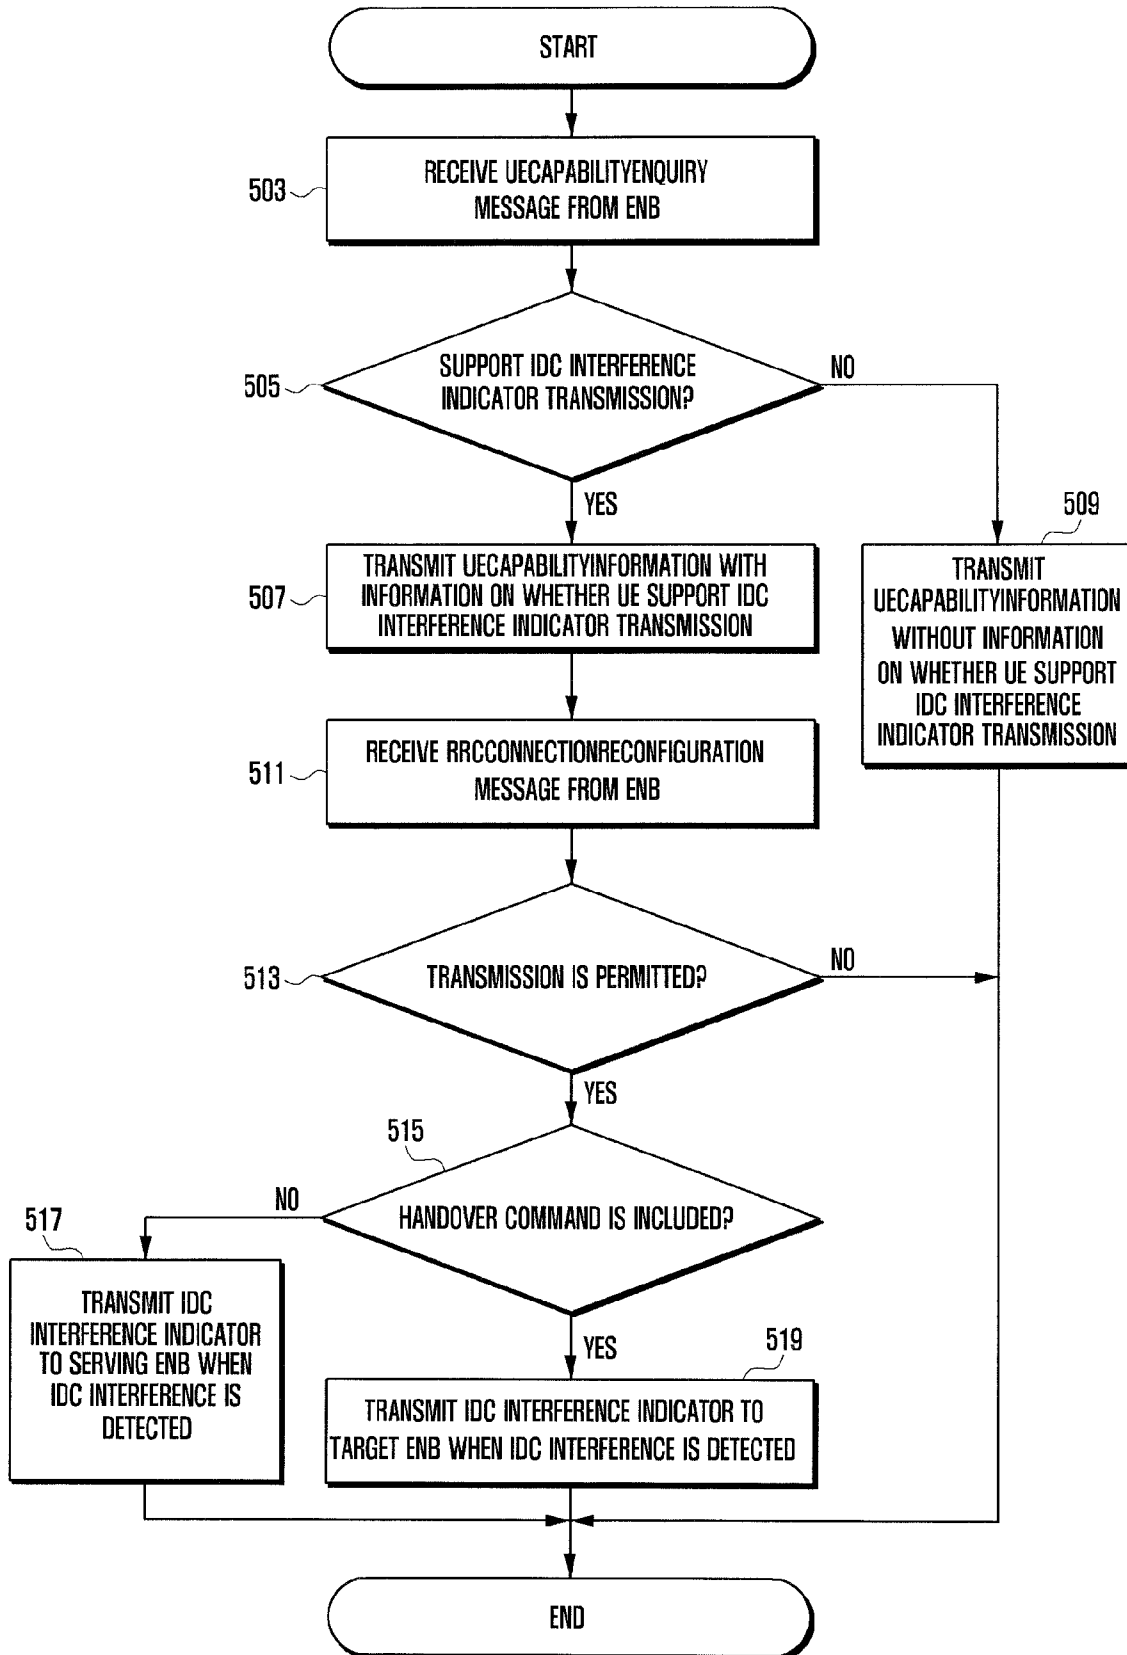 START
503
RECEIVE UECAPABILITYENQUIRY
MESSAGE FROM ENB
505
SUPPORT IDC INTERFERENCE
INDICATOR TRANSMISSION?
NO
YES
507
TRANSMIT UECAPABILITYINFORMATION WITH
INFORMATION ON WHETHER UE SUPPORT IDC
INTERFERENCE INDICATOR TRANSMISSION
509
TRANSMIT
UECAPABILITYINFORMATION
WITHOUT INFORMATION
ON WHETHER UE SUPPORT
IDC INTERFERENCE
INDICATOR TRANSMISSION
511
RECEIVE RRCCONNECTIONRECONFIGURATION
MESSAGE FROM ENB
513
TRANSMISSION IS PERMITTED?
NO
YES
515
HANDOVER COMMAND IS INCLUDED?
NO
YES
517
TRANSMIT IDC
INTERFERENCE INDICATOR
TO SERVING ENB WHEN
IDC INTERFERENCE IS
DETECTED
519
TRANSMIT IDC INTERFERENCE INDICATOR TO
TARGET ENB WHEN IDC INTERFERENCE IS DETECTED
END